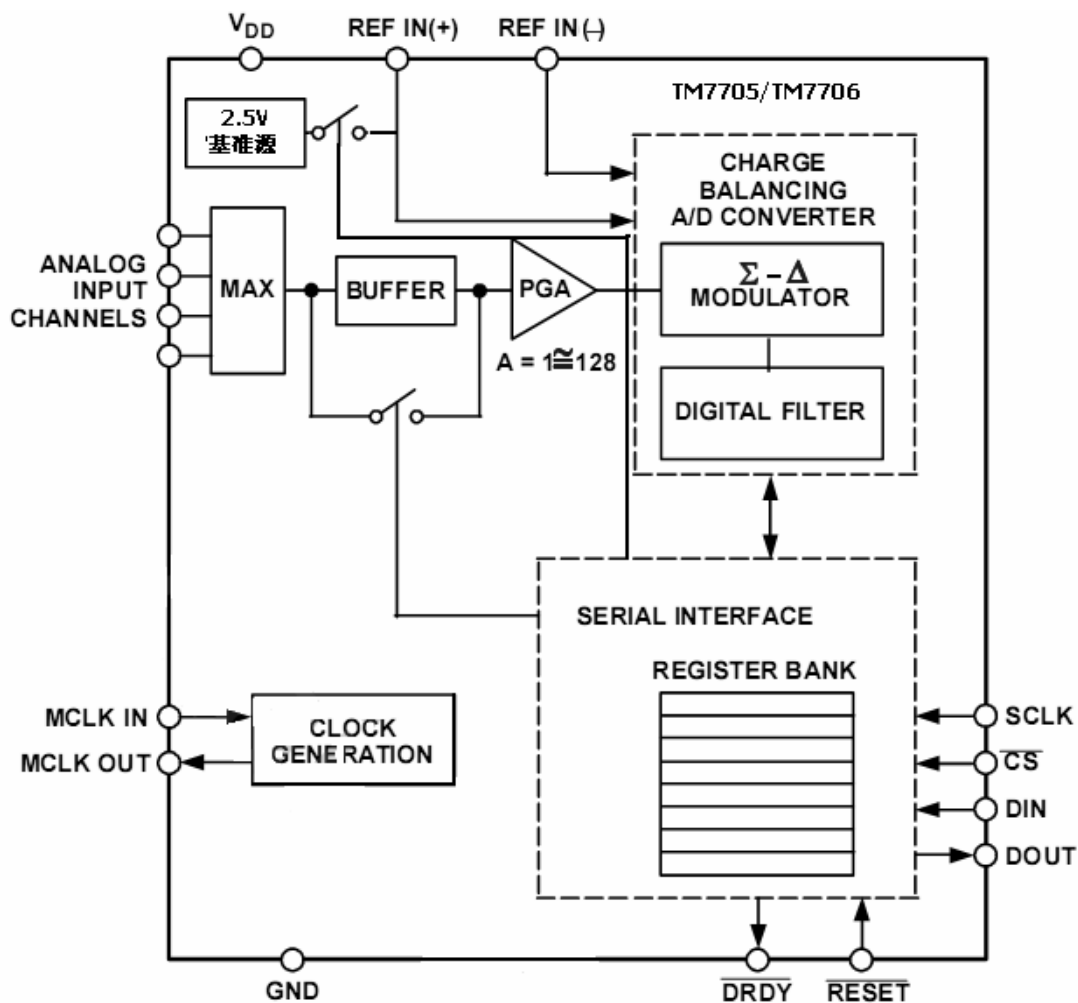 VDD
REF IN(+)
REF IN(–)
TM7705/TM7706
2.5V
基准源
CHARGE
BALANCING
A/D CONVERTER
ANALOG
INPUT
CHANNELS
MAX
BUFFER
PGA
A = 1≅128
Σ – Δ
MODULATOR
DIGITAL FILTER
SERIAL INTERFACE
REGISTER BANK
MCLK IN
MCLK OUT
CLOCK
GENERATION
SCLK
CS
DIN
DOUT
GND
DRDY
RESET